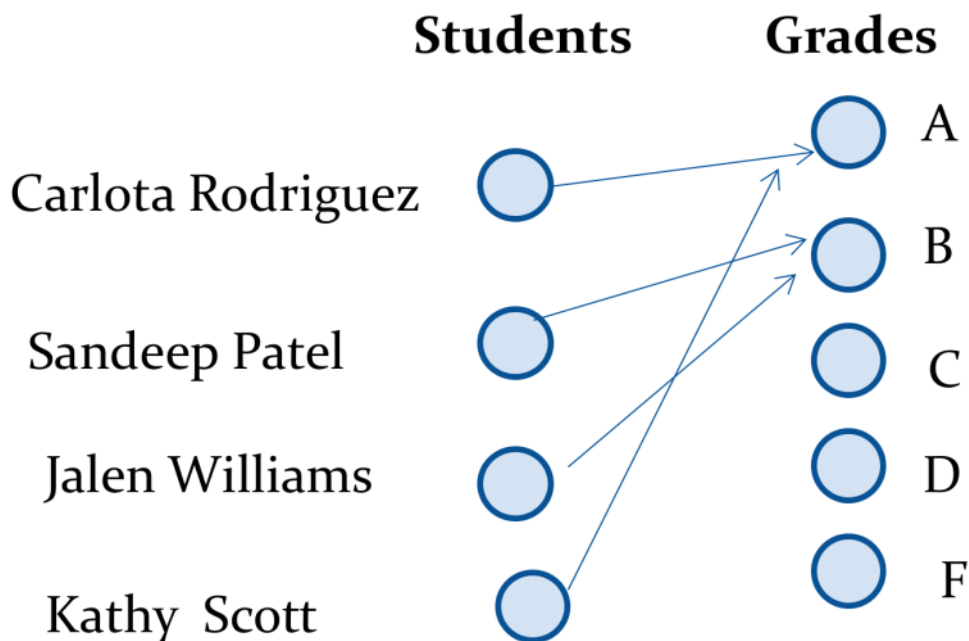 Students Grades
A
Carlota Rodriguez
B
Sandeep Patel
C
Jalen Williams
D
F
Kathy Scott